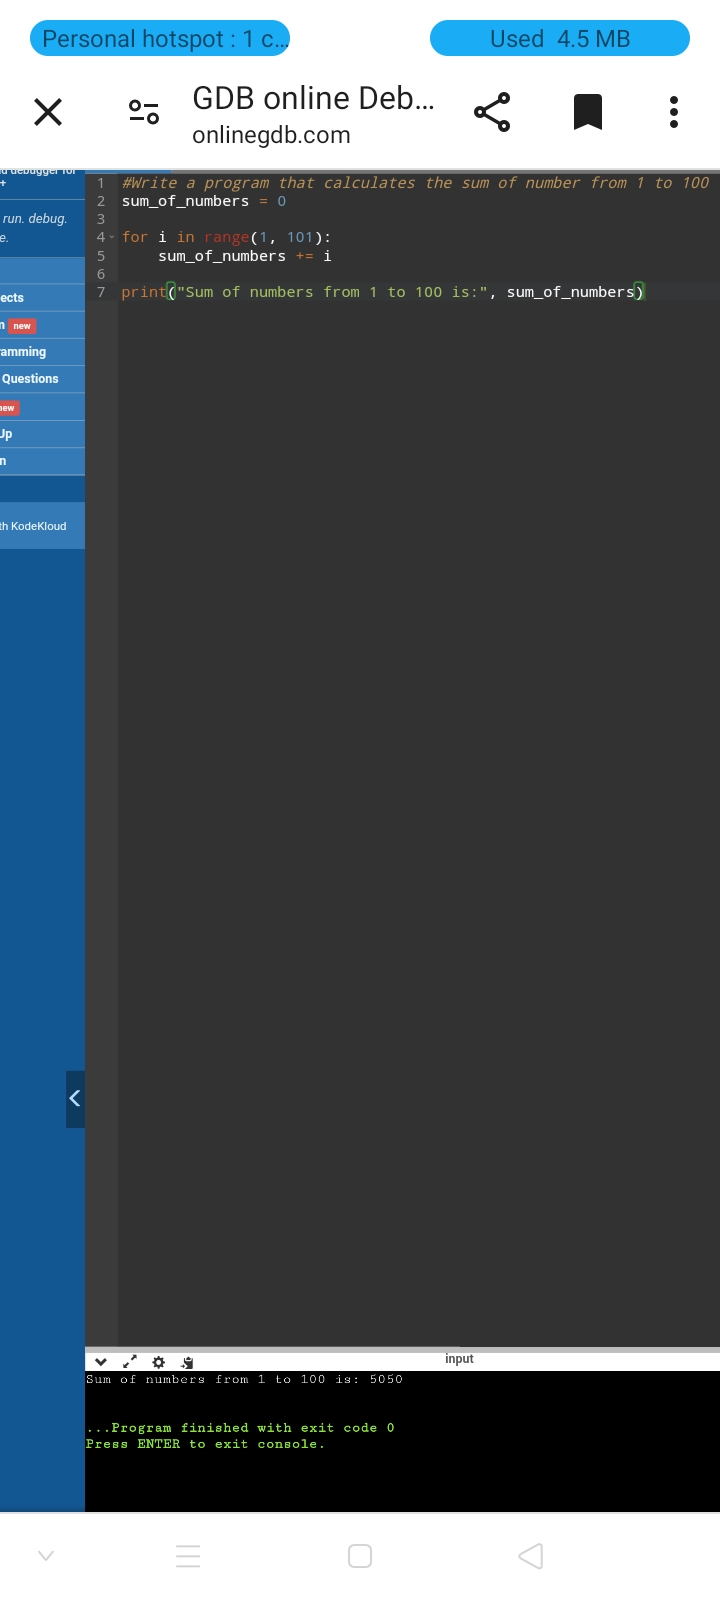 Personal hotspot : 1 c...
Used 4.5 MB
GDB online Deb...
onlinegdb.com
+
run. debug.
e.
ects
new
amming
Questions
new
Up
n
th KodeKloud
1 #Write a program that calculates the sum of number from 1 to 100
2 sum_of_numbers = 0
3
4 for i in range(1, 101):
5     sum_of_numbers += i
6
7 print("Sum of numbers from 1 to 100 is:", sum_of_numbers)
input
Sum of numbers from 1 to 100 is: 5050
...Program finished with exit code 0
Press ENTER to exit console.